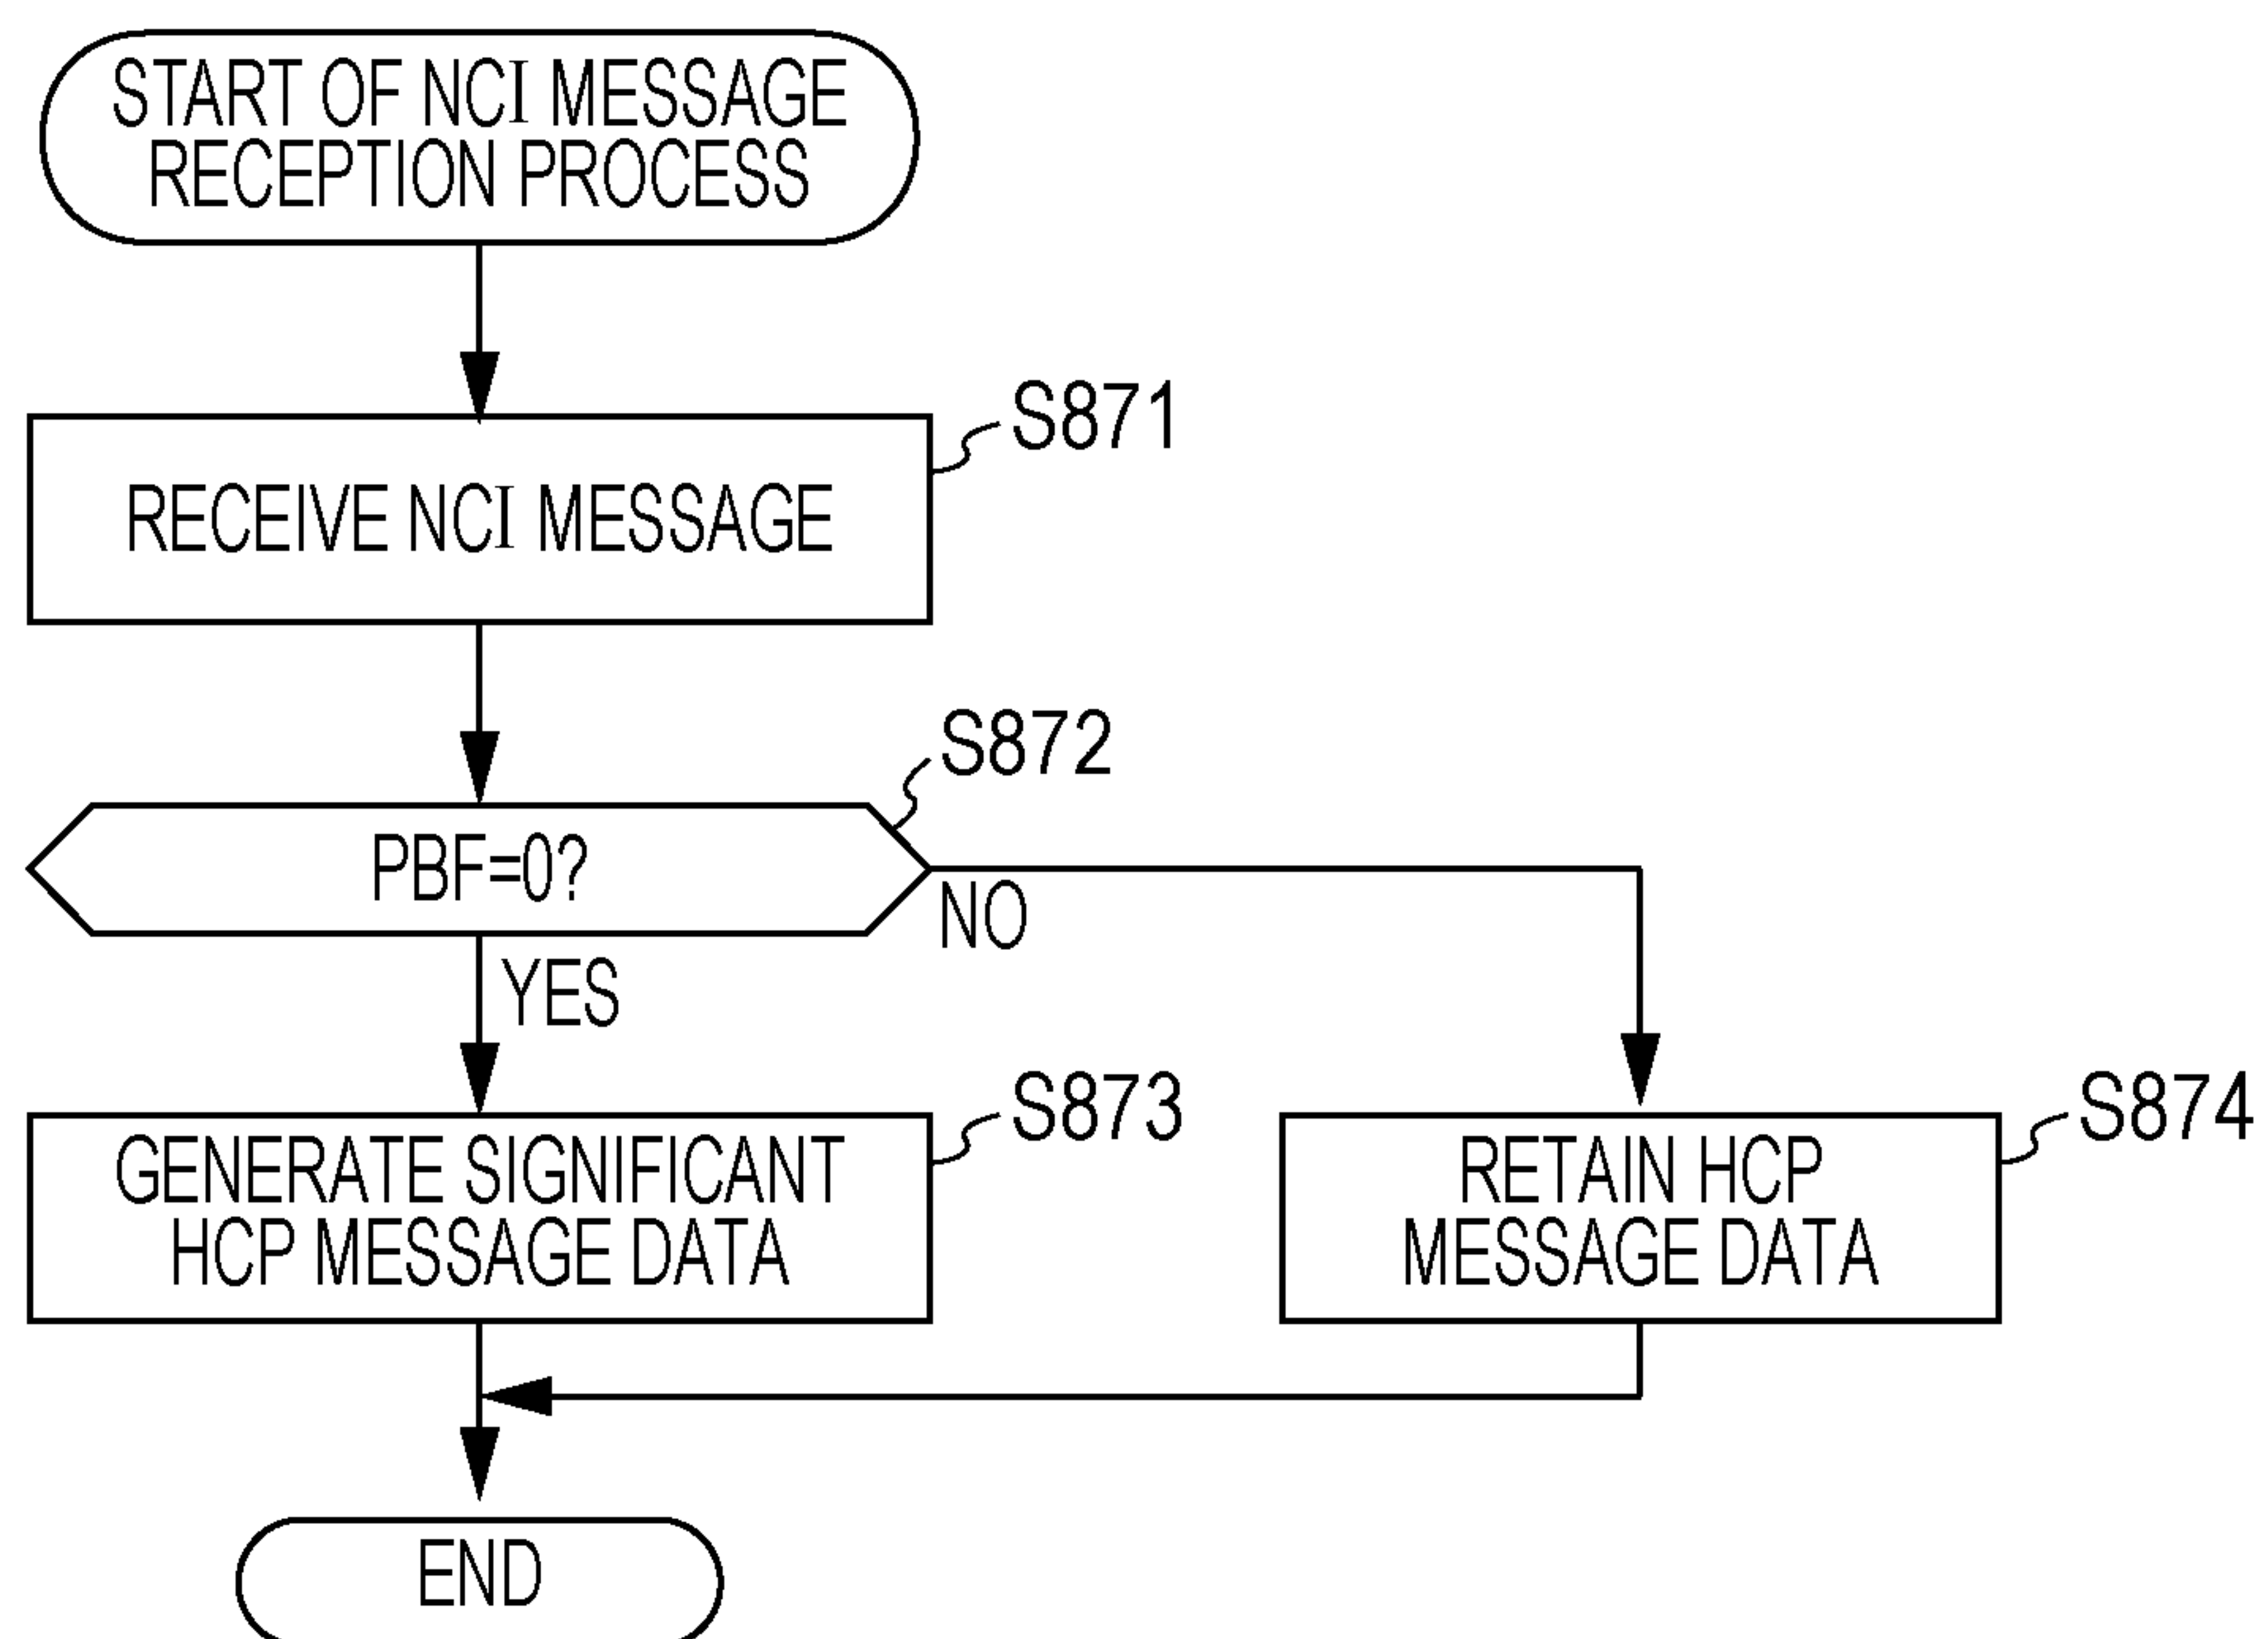 START OF NCI MESSAGE
RECEPTION PROCESS
S871
RECEIVE NCI MESSAGE
S872
PBF=0?
NO
YES
S873
GENERATE SIGNIFICANT
HCP MESSAGE DATA
S874
RETAIN HCP
MESSAGE DATA
END